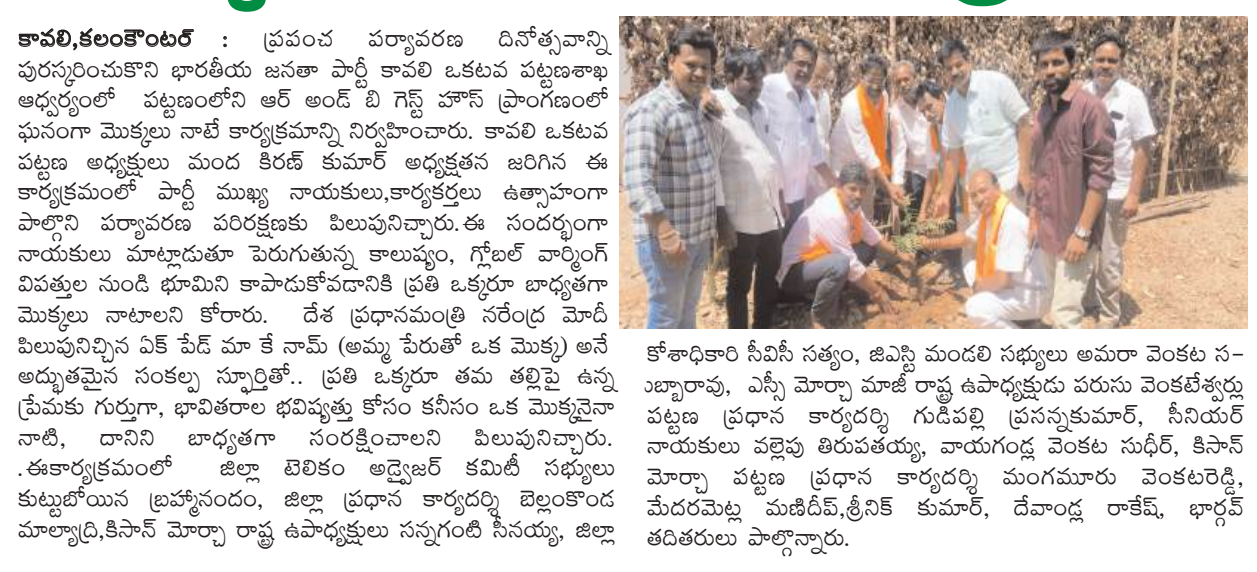 కావలి,కలంకౌంటర్ : ప్రపంచ పర్యావరణ దినోత్సవాన్ని
పురస్కరించుకొని భారతీయ జనతా పార్టీ కావలి ఒకటవ పట్టణశాఖ
ఆధ్వర్యంలో పట్టణంలోని ఆర్ అండ్ బి గెస్ట్ హౌస్ ప్రాంగణంలో
ఘనంగా మొక్కలు నాటే కార్యక్రమాన్ని నిర్వహించారు. కావలి ఒకటవ
పట్టణ అధ్యక్షులు మంద కిరణ్ కుమార్ అధ్యక్షతన జరిగిన ఈ
కార్యక్రమంలో పార్టీ ముఖ్య నాయకులు,కార్యకర్తలు ఉత్సాహంగా
పాల్గొని పర్యావరణ పరిరక్షణకు పిలుపునిచ్చారు.ఈ సందర్భంగా
నాయకులు మాట్లాడుతూ పెరుగుతున్న కాలుష్యం, గ్లోబల్ వార్మింగ్
విపత్తుల నుండి భూమిని కాపాడుకోవడానికి ప్రతి ఒక్కరూ బాధ్యతగా
మొక్కలు నాటాలని కోరారు. దేశ ప్రధానమంత్రి నరేంద్ర మోదీ
పిలుపునిచ్చిన ఏక్ పేడ్ మా కే నామ్ (అమ్మ పేరుతో ఒక మొక్క) అనే
అద్భుతమైన సంకల్ప స్ఫూర్తితో.. ప్రతి ఒక్కరూ తమ తల్లిపై ఉన్న
ప్రేమకు గుర్తుగా, భావితరాల భవిష్యత్తు కోసం కనీసం ఒక మొక్కనైనా
నాటి, దానిని బాధ్యతగా సంరక్షించాలని పిలుపునిచ్చారు.
.ఈకార్యక్రమంలో జిల్లా టెలికం అడ్వైజర్ కమిటీ సభ్యులు
కుట్టుబోయిన బ్రహ్మానందం, జిల్లా ప్రధాన కార్యదర్శి బెల్లంకొండ
మాల్యాద్రి,కిసాన్ మోర్చా రాష్ట్ర ఉపాధ్యక్షులు సన్నగంటి సీనయ్య, జిల్లా
కోశాధికారి సీవిసీ సత్యం, జిఎస్టి మండలి సభ్యులు అమరా వెంకట స-
ుబ్బారావు, ఎస్సీ మోర్చా మాజీ రాష్ట్ర ఉపాధ్యక్షుడు పరుసు వెంకటేశ్వర్లు
పట్టణ ప్రధాన కార్యదర్శి గుడిపల్లి ప్రసన్నకుమార్, సీనియర్
నాయకులు వల్లెపు తిరుపతయ్య, వాయగండ్ల వెంకట సుధీర్, కిసాన్
మోర్చా పట్టణ ప్రధాన కార్యదర్శి మంగమూరు వెంకటరెడ్డి,
మేదరమెట్ల మణిదీప్,శ్రీనిక్ కుమార్, దేవాండ్ల రాకేష్, భార్గవ్
తదితరులు పాల్గొన్నారు.